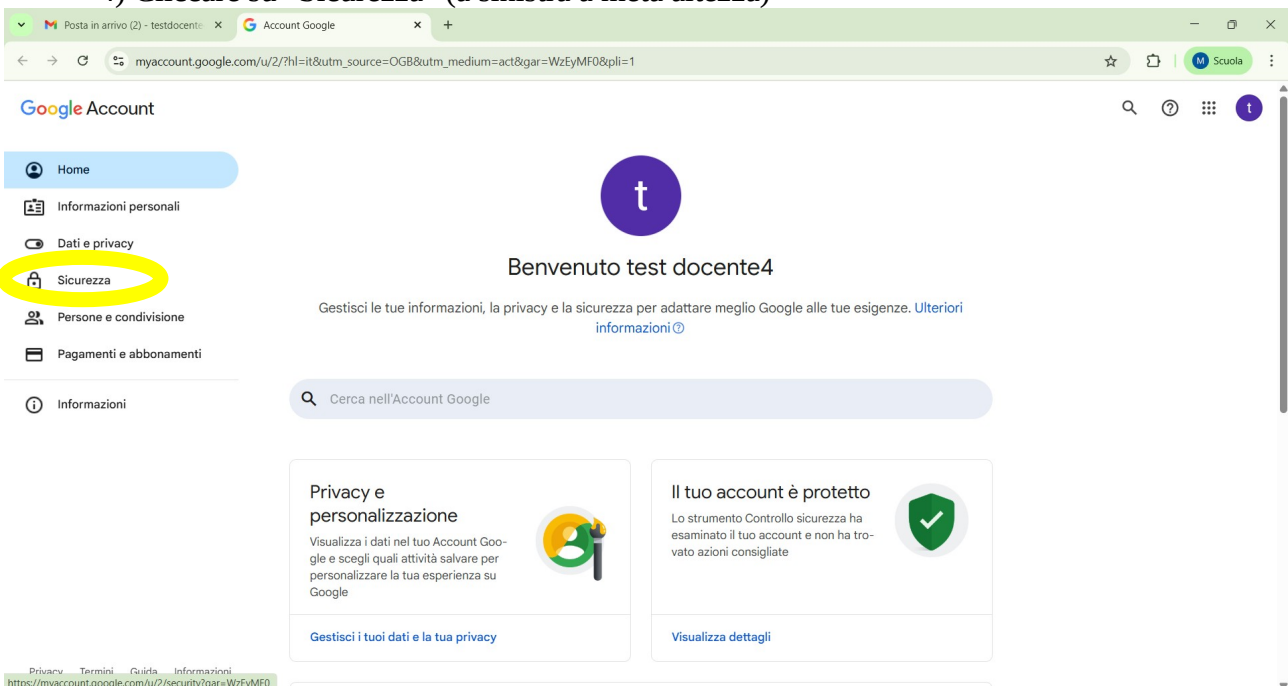 4) Cliccare su "Sicurezza" (a sinistra a metà altezza)
Posta in arrivo (2) - testdocente
Account Google
myaccount.google.com/u/2/?hl=it&utm_source=OGB&utm_medium=act&gar=WzEyMF0&pli=1
M Scuola
Google Account
t
Home
Informazioni personali
Dati e privacy
Sicurezza
Persone e condivisione
Pagamenti e abbonamenti
Informazioni
t
Benvenuto test docente4
Gestisci le tue informazioni, la privacy e la sicurezza per adattare meglio Google alle tue esigenze. Ulteriori
informazioni
Cerca nell'Account Google
Privacy e
personalizzazione
Visualizza i dati nel tuo Account Goo-
gle e scegli quali attività salvare per
personalizzare la tua esperienza su
Google
Gestisci i tuoi dati e la tua privacy
Il tuo account è protetto
Lo strumento Controllo sicurezza ha
esaminato il tuo account e non ha tro-
vato azioni consigliate
Visualizza dettagli
Privacy Termini Guida Informazioni
https://myaccount.google.com/u/2/security?gar=WzEyMF0